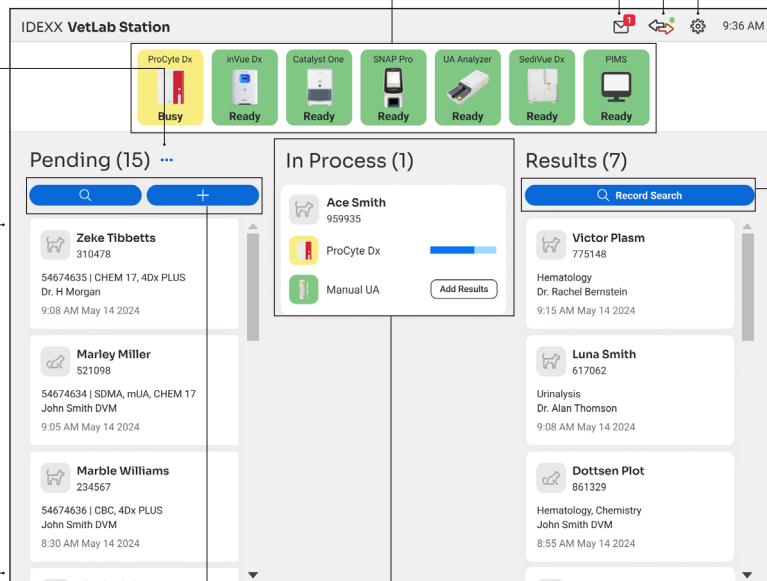 IDEXX VetLab Station
1
9:36 AM
ProCyte Dx
Busy
inVue Dx
Ready
Catalyst One
Ready
SNAP Pro
Ready
UA Analyzer
Ready
SediVue Dx
Ready
PIMS
Ready
Pending (15) ...
Zeke Tibbetts
310478
54674635 | CHEM 17, 4Dx PLUS
Dr. H Morgan
9:08 AM May 14 2024
Marley Miller
521098
54674634 | SDMA, mUA, CHEM 17
John Smith DVM
9:05 AM May 14 2024
Marble Williams
234567
54674636 | CBC, 4Dx PLUS
John Smith DVM
8:30 AM May 14 2024
In Process (1)
Ace Smith
959935
ProCyte Dx
Manual UA
Add Results
Results (7)
Record Search
Victor Plasm
775148
Hematology
Dr. Rachel Bernstein
9:15 AM May 14 2024
Luna Smith
617062
Urinalysis
Dr. Alan Thomson
9:08 AM May 14 2024
Dottsen Plot
861329
Hematology, Chemistry
John Smith DVM
8:55 AM May 14 2024